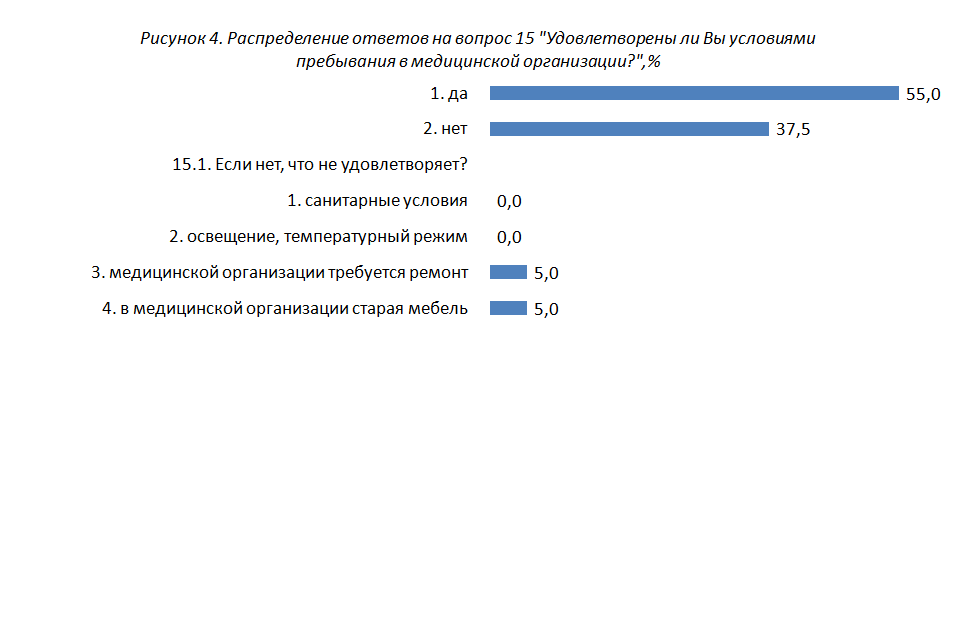 Рисунок 4. Распределение ответов на вопрос 15 "Удовлетворены ли Вы условиями
пребывания в медицинской организации?",%
1. да 55,0
2. нет 37,5
15.1. Если нет, что не удовлетворяет?
1. санитарные условия 0,0
2. освещение, температурный режим 0,0
3. медицинской организации требуется ремонт 5,0
4. в медицинской организации старая мебель 5,0